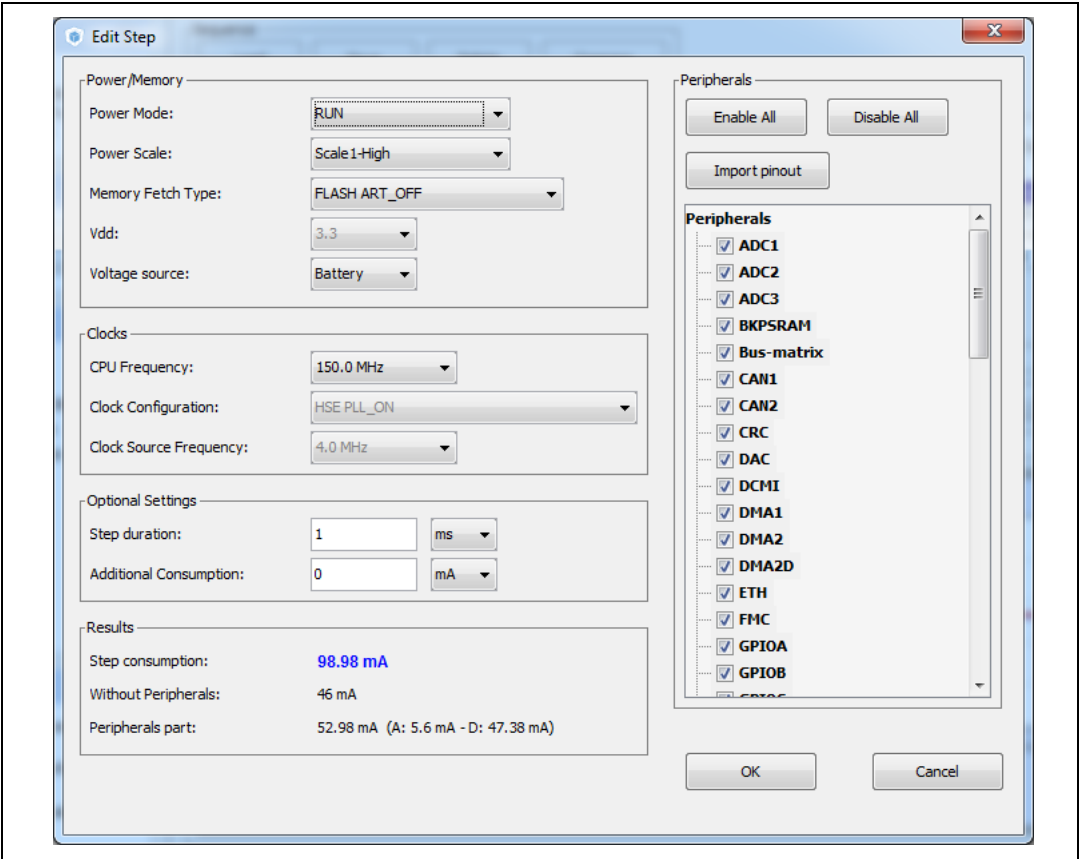 Edit Step
Power/Memory
Power Mode: RUN
Power Scale: Scale1-High
Memory Fetch Type: FLASH ART_OFF
Vdd: 3.3
Voltage source: Battery
Clocks
CPU Frequency: 150.0 MHz
Clock Configuration: HSE PLL_ON
Clock Source Frequency: 4.0 MHz
Optional Settings
Step duration: 1 ms
Additional Consumption: 0 mA
Results
Step consumption: 98.98 mA
Without Peripherals: 46 mA
Peripherals part: 52.98 mA (A: 5.6 mA - D: 47.38 mA)
Peripherals
Enable All Disable All
Import pinout
Peripherals
ADC1
ADC2
ADC3
BKPSRAM
Bus-matrix
CAN1
CAN2
CRC
DAC
DCMI
DMA1
DMA2
DMA2D
ETH
FMC
GPIOA
GPIOB
OK Cancel